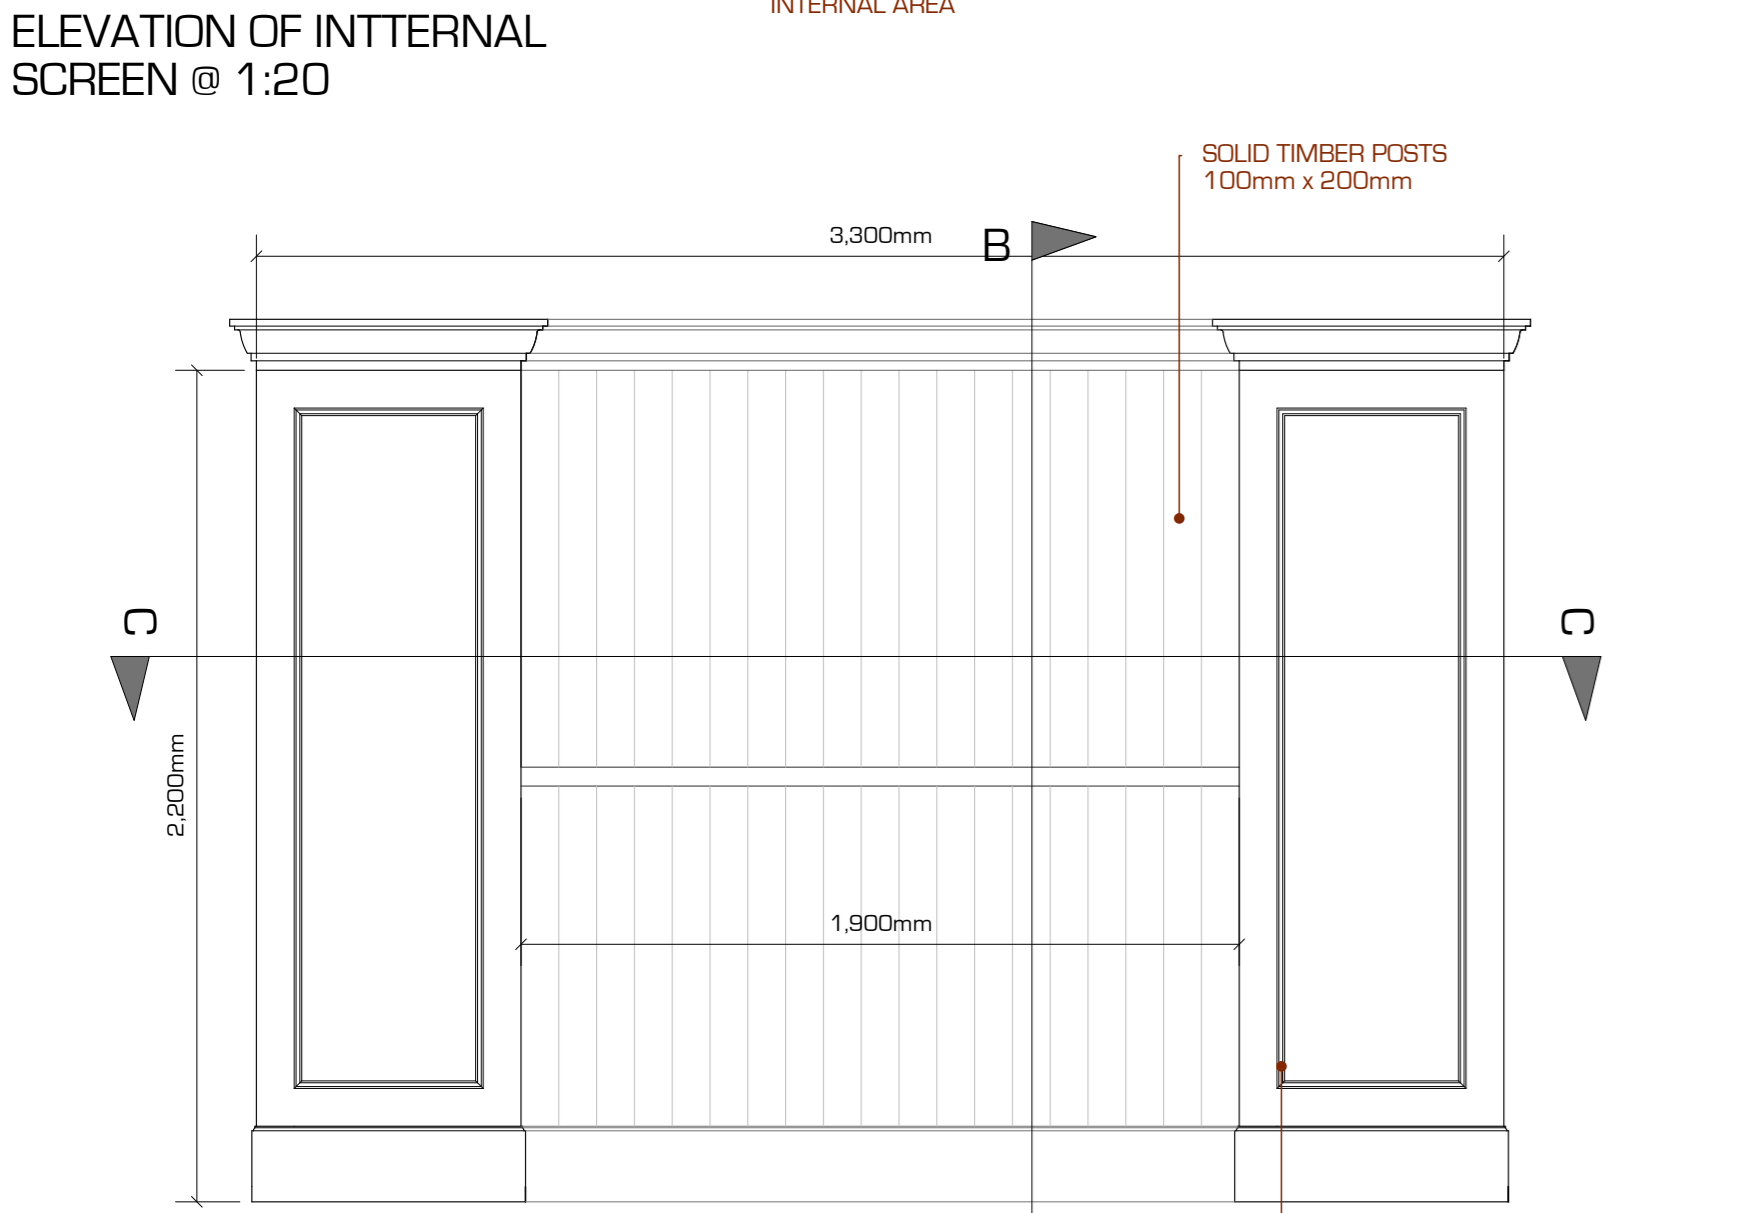 INTERNAL AREA
ELEVATION OF INTTERNAL
SCREEN @ 1:20
SOLID TIMBER POSTS
100mm x 200mm
3,300mm
B
C
C
2,200mm
1,900mm